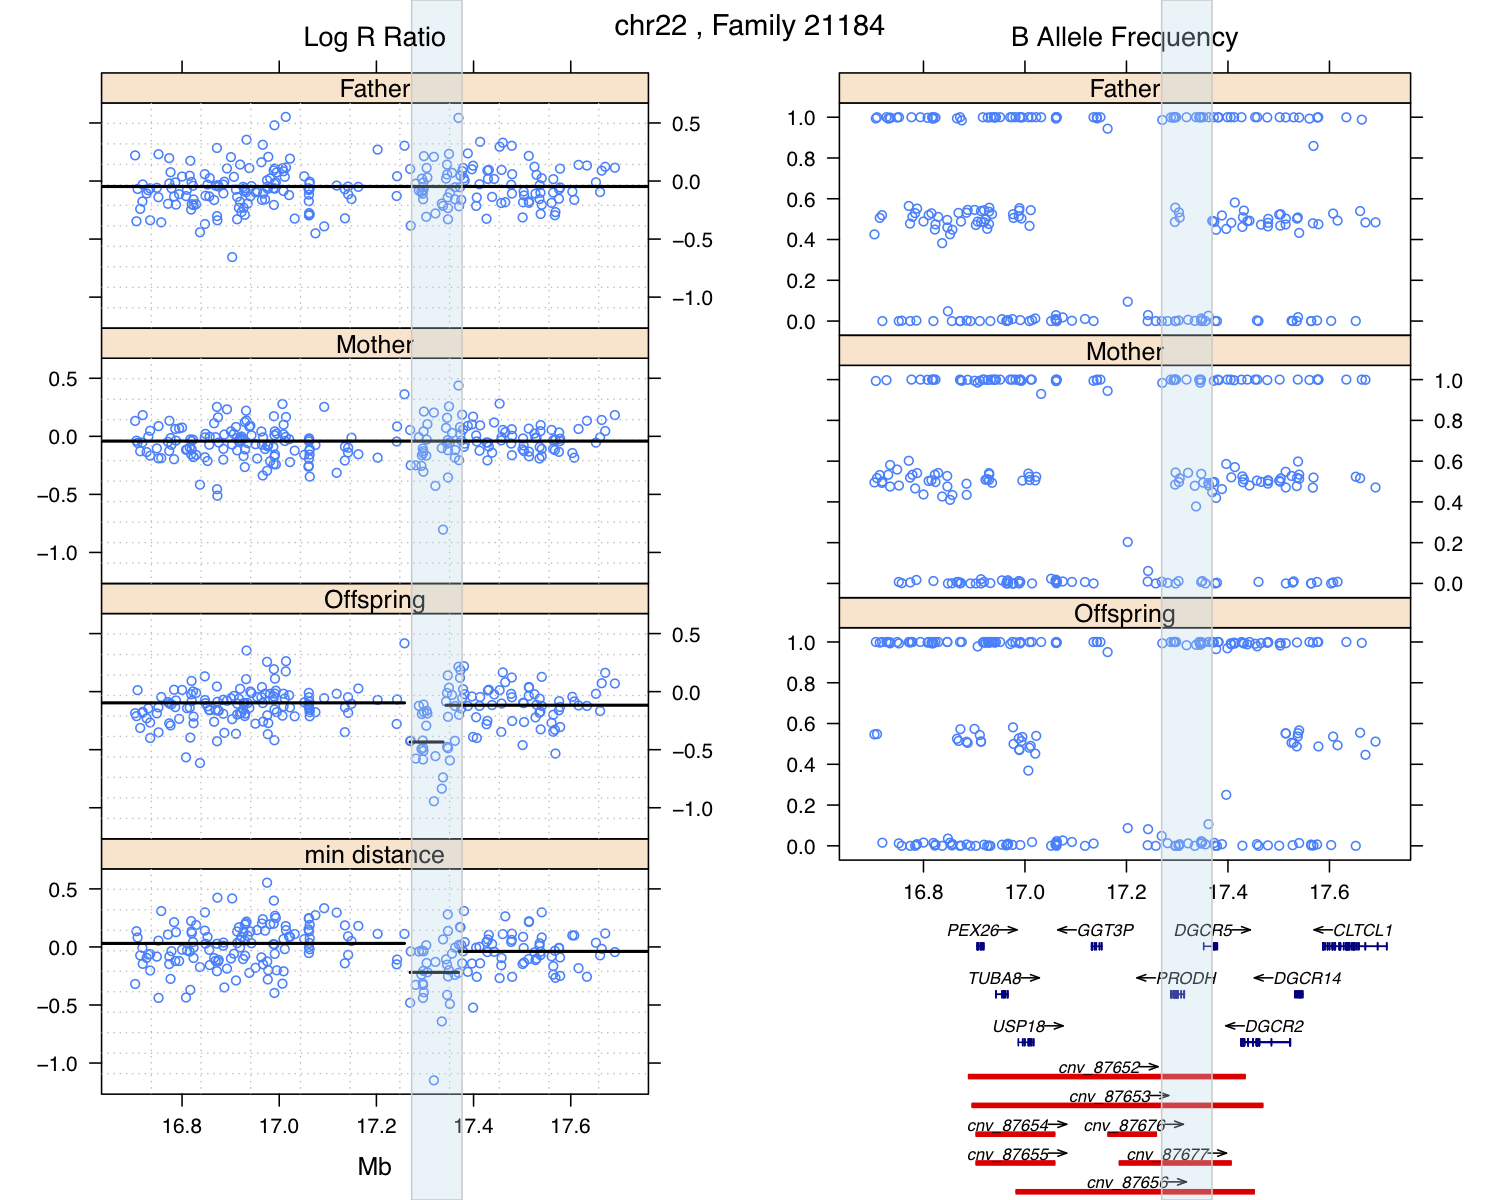 chr22 , Family 21184
Log R Ratio
B Allele Frequency
Father
0.5
0.0
−0.5
−1.0
Mother
0.5
0.0
−0.5
−1.0
Offspring
0.5
0.0
−0.5
−1.0
min distance
0.5
0.0
−0.5
−1.0
16.8 17.0 17.2 17.4 17.6
Mb
Father
1.0
0.8
0.6
0.4
0.2
0.0
Mother
1.0
0.8
0.6
0.4
0.2
0.0
Offspring
1.0
0.8
0.6
0.4
0.2
0.0
16.8 17.0 17.2 17.4 17.6
PEX26 GGT3P DGCR5 CLTCL1
TUBA8 PRODH DGCR14
USP18 DGCR2
cnv_87652
cnv_87653
cnv_87654 cnv_87676
cnv_87655 cnv_87677
cnv_87656